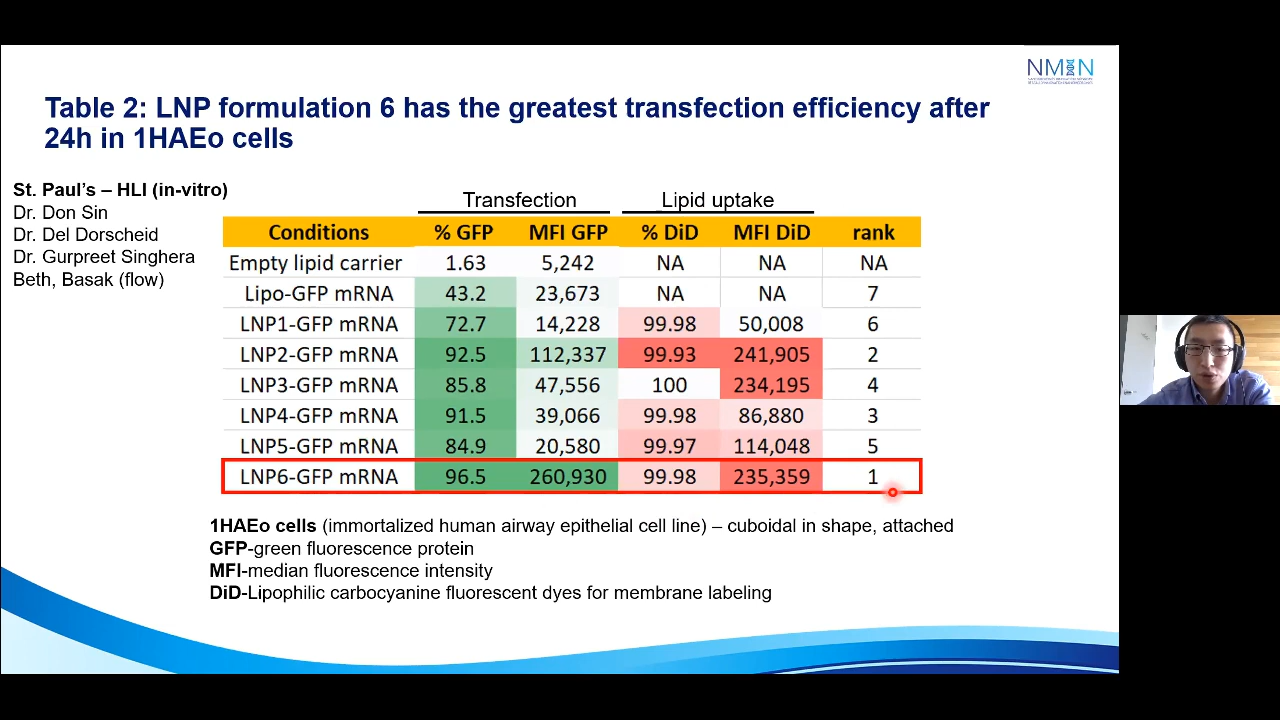 NMIN
Table 2: LNP formulation 6 has the greatest transfection efficiency after
24h in 1HAEo cells
St. Paul’s – HLI (in-vitro)
Dr. Don Sin
Dr. Del Dorscheid
Dr. Gurpreet Singhera
Beth, Basak (flow)
Transfection Lipid uptake
Conditions % GFP MFI GFP % DiD MFI DiD rank
Empty lipid carrier 1.63 5,242 NA NA NA
Lipo-GFP mRNA 43.2 23,673 NA NA 7
LNP1-GFP mRNA 72.7 14,228 99.98 50,008 6
LNP2-GFP mRNA 92.5 112,337 99.93 241,905 2
LNP3-GFP mRNA 85.8 47,556 100 234,195 4
LNP4-GFP mRNA 91.5 39,066 99.98 86,880 3
LNP5-GFP mRNA 84.9 20,580 99.97 114,048 5
LNP6-GFP mRNA 96.5 260,930 99.98 235,359 1
1HAEo cells (immortalized human airway epithelial cell line) – cuboidal in shape, attached
GFP-green fluorescence protein
MFI-median fluorescence intensity
DiD-Lipophilic carbocyanine fluorescent dyes for membrane labeling